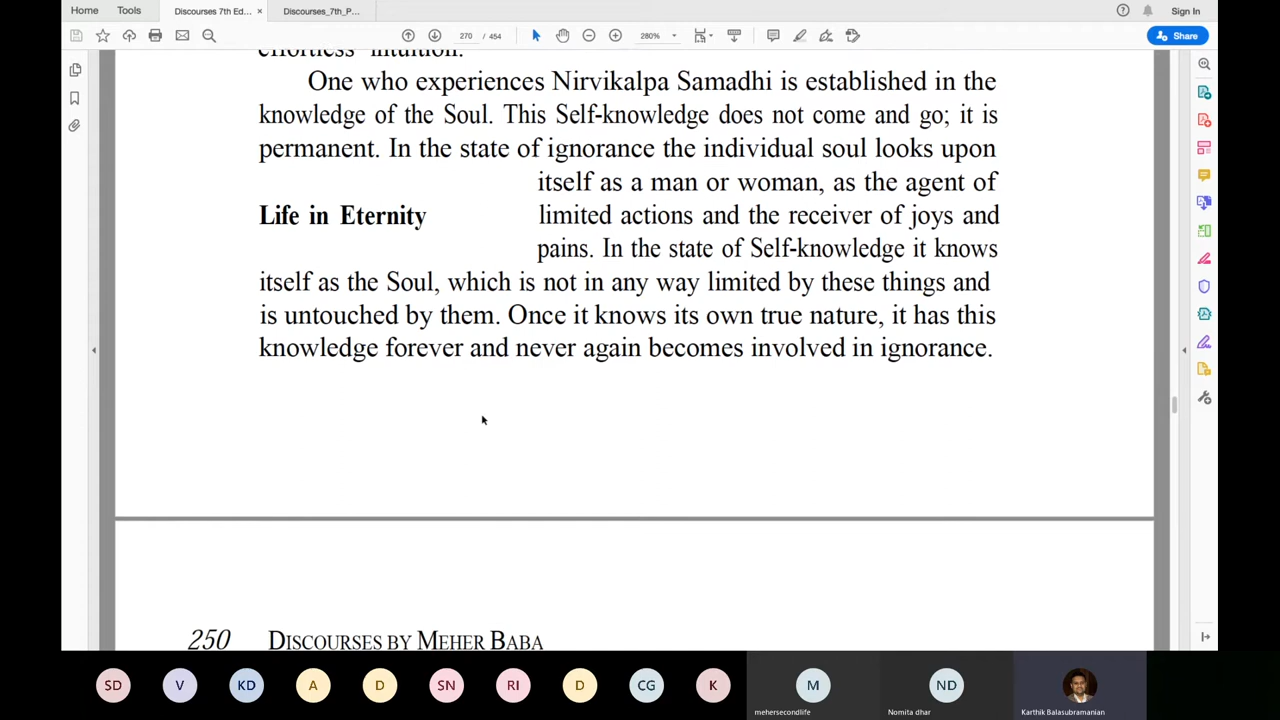 Home Tools Discourses 7th Ed... × Discourses_7th_P... ? Sign In
270 / 454 280% Share
effortless intuition.
One who experiences Nirvikalpa Samadhi is established in the
knowledge of the Soul. This Self-knowledge does not come and go; it is
permanent. In the state of ignorance the individual soul looks upon
itself as a man or woman, as the agent of
Life in Eternity limited actions and the receiver of joys and
pains. In the state of Self-knowledge it knows
itself as the Soul, which is not in any way limited by these things and
is untouched by them. Once it knows its own true nature, it has this
knowledge forever and never again becomes involved in ignorance.
250 DISCOURSES BY MEHER BABA
SD V KD A D SN RI D CG K M ND
mehersecondlife Nomita dhar Karthik Balasubramanian